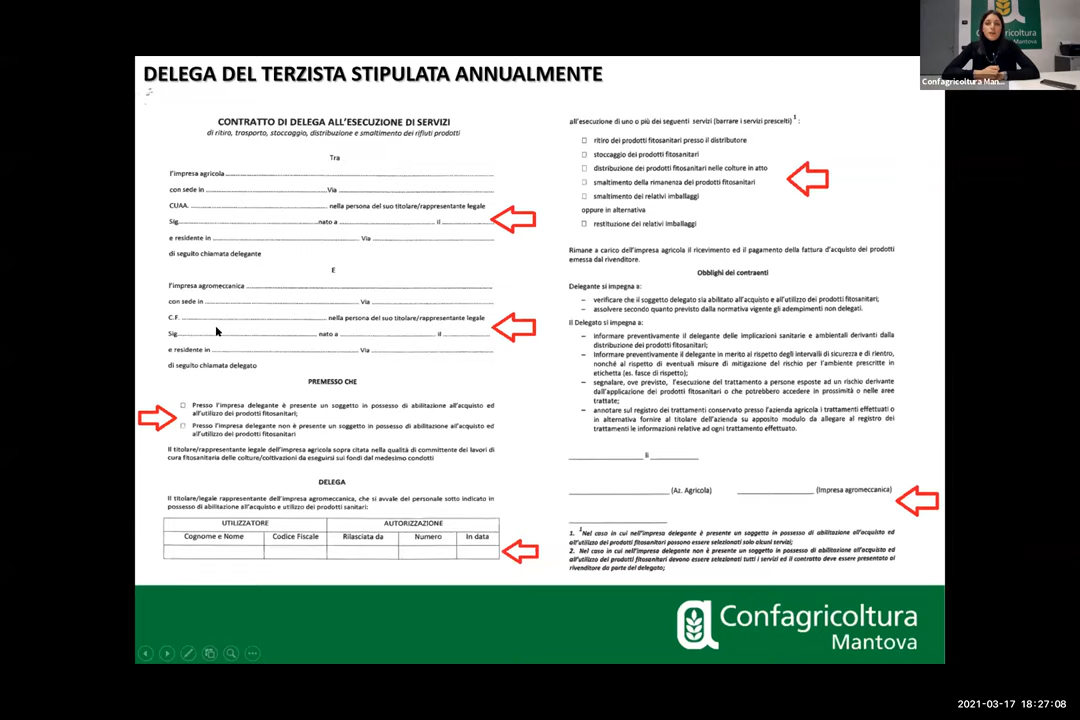 DELEGA DEL TERZISTA STIPULATA ANNUALMENTE
CONTRATTO DI DELEGA ALL'ESECUZIONE DI SERVIZI
di ritiro, trasporto, stoccaggio, distribuzione e smaltimento dei rifiuti prodotti
Tra
l'impresa agricola
con sede in Via
CUAA. nella persona del suo titolare/rappresentante legale
Sig. nato a il
e residente in Via
di seguito chiamata delegante
E
l'impresa agromeccanica
con sede in Via
C.F. nella persona del suo titolare/rappresentante legale
Sig. nato a il
e residente in Via
di seguito chiamata delegato
PREMESSO CHE
□ Presso l'impresa delegante è presente un soggetto in possesso di abilitazione all'acquisto ed
all'utilizzo dei prodotti fitosanitari;
□ Presso l'impresa delegante non è presente un soggetto in possesso di abilitazione all'acquisto ed
all'utilizzo dei prodotti fitosanitari
Il titolare/rappresentante legale dell'impresa agricola sopra citata nella qualità di committente dei lavori di
cura fitosanitaria delle colture/coltivazioni da eseguirsi sui fondi dal medesimo condotti
DELEGA
Il titolare/legale rappresentante dell'impresa agromeccanica, che si avvale del personale sotto indicato in
possesso di abilitazione all'acquisto e utilizzo dei prodotti sanitari:
UTILIZZATORE AUTORIZZAZIONE
Cognome e Nome Codice Fiscale Rilasciata da Numero In data
all'esecuzione di uno o più dei seguenti servizi (barrare i servizi prescelti) 1 :
□ ritiro dei prodotti fitosanitari presso il distributore
□ stoccaggio dei prodotti fitosanitari
□ distribuzione dei prodotti fitosanitari nelle colture in atto
□ smaltimento della rimanenza dei prodotti fitosanitari
□ smaltimento dei relativi imballaggi
oppure in alternativa
□ restituzione dei relativi imballaggi
Rimane a carico dell'impresa agricola il ricevimento ed il pagamento della fattura d'acquisto dei prodotti
emessa dal rivenditore.
Obblighi dei contraenti
Delegante si impegna a:
– verificare che il soggetto delegato sia abilitato all'acquisto e all'utilizzo dei prodotti fitosanitari;
– assolvere secondo quanto previsto dalla normativa vigente gli adempimenti non delegati.
Il Delegato si impegna a:
– informare preventivamente il delegante delle implicazioni sanitarie e ambientali derivanti dalla
distribuzione dei prodotti fitosanitari;
– informare preventivamente il delegante in merito al rispetto degli intervalli di sicurezza e di rientro,
nonché al rispetto di eventuali misure di mitigazione del rischio per l'ambiente prescritte in
etichetta (es. fasce di rispetto);
– segnalare, ove previsto, l'esecuzione del trattamento a persone esposte ad un rischio derivante
dall'applicazione dei prodotti fitosanitari o che potrebbero accedere in prossimità o nelle aree
trattate;
– annotare sul registro dei trattamenti conservato presso l'azienda agricola i trattamenti effettuati o
in alternativa fornire al titolare dell'azienda su apposito modulo da allegare al registro dei
trattamenti le informazioni relative ad ogni trattamento effettuato.
li
(Az. Agricola) (Impresa agromeccanica)
1. 1Nel caso in cui nell'impresa delegante è presente un soggetto in possesso di abilitazione all'acquisto ed
all'utilizzo dei prodotti fitosanitari possono essere selezionati solo alcuni servizi;
2. Nel caso in cui nell'impresa delegante non è presente un soggetto in possesso di abilitazione all'acquisto ed
all'utilizzo dei prodotti fitosanitari devono essere selezionati tutti i servizi ed il contratto deve essere presentato al
rivenditore da parte del delegato;
Confagricoltura
Mantova
ricoltura
Mantova
Confagricoltura Man...
2021-03-17 18:27:08